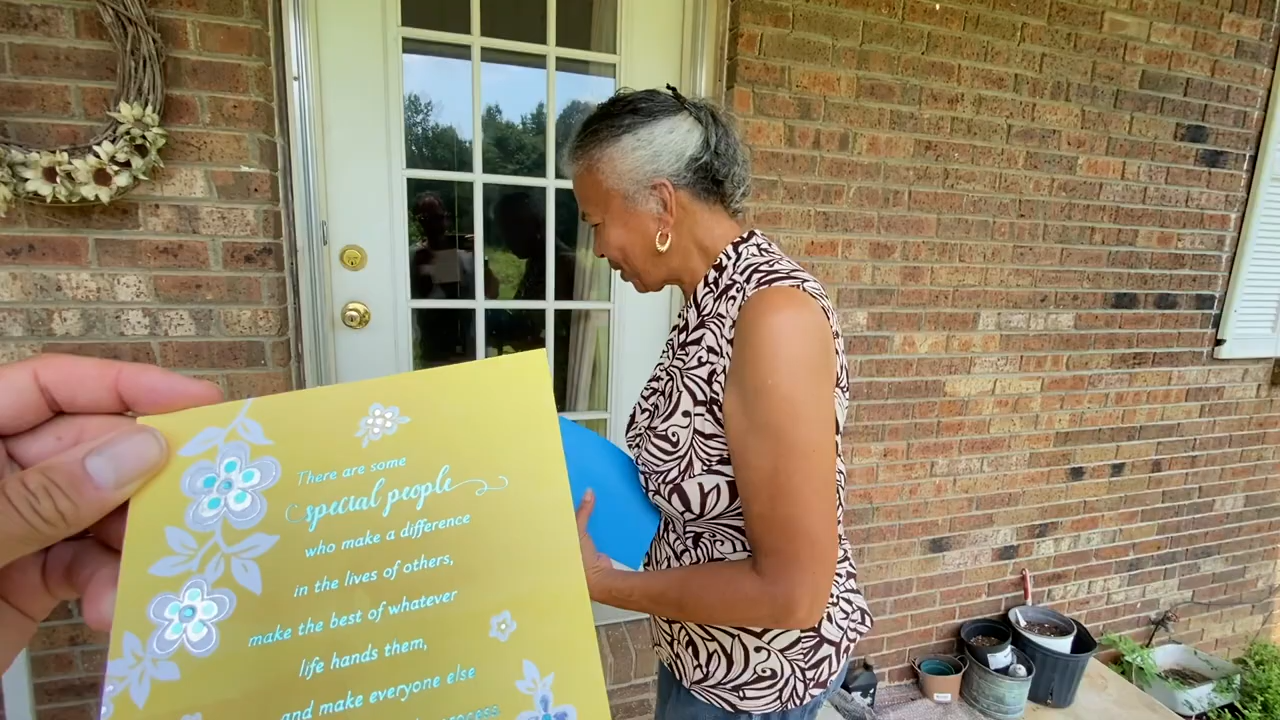 There are some
special people
who make a difference
in the lives of others,
make the best of whatever
life hands them,
and make everyone else
process